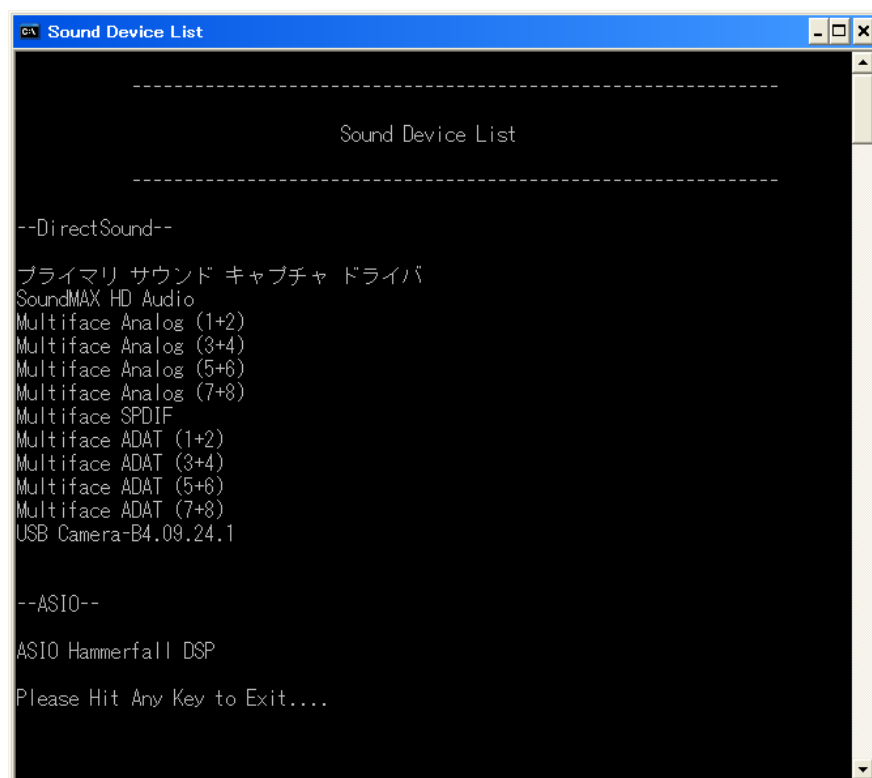 Sound Device List
------------------------------------------------------------
Sound Device List
------------------------------------------------------------
--DirectSound--
プライマリ サウンド キャプチャ ドライバ
SoundMAX HD Audio
Multiface Analog (1+2)
Multiface Analog (3+4)
Multiface Analog (5+6)
Multiface Analog (7+8)
Multiface SPDIF
Multiface ADAT (1+2)
Multiface ADAT (3+4)
Multiface ADAT (5+6)
Multiface ADAT (7+8)
USB Camera-B4.09.24.1
--ASIO--
ASIO Hammerfall DSP
Please Hit Any Key to Exit....